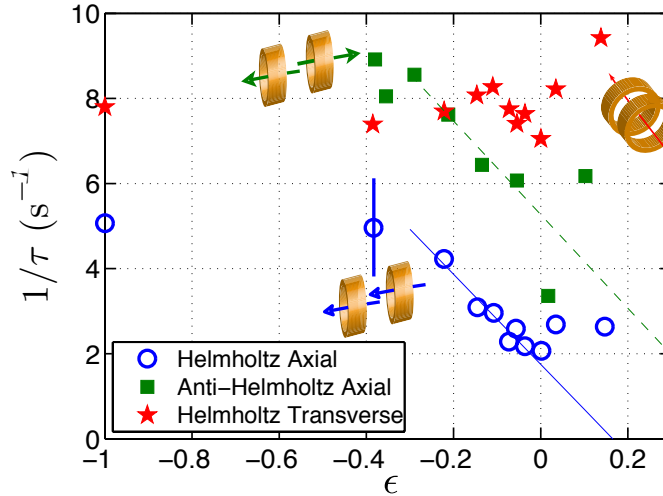 10
8
6
4
2
0
1/τ (s⁻¹)
Helmholtz Axial
Anti−Helmholtz Axial
Helmholtz Transverse
−1
−0.8
−0.6
−0.4
−0.2
0
0.2
ϵ